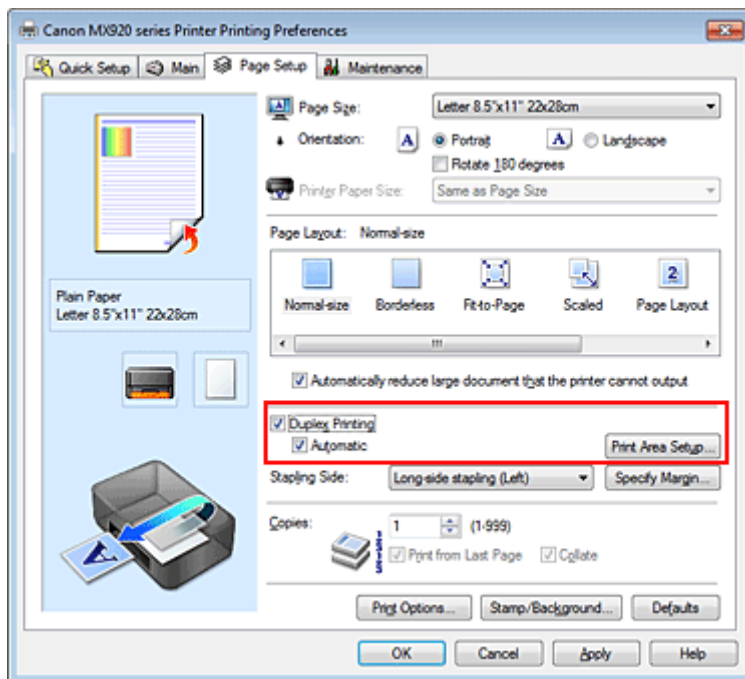 Canon MX920 series Printer Printing Preferences
Quick Setup Main Page Setup Maintenance
Page Size: Letter 8.5"x11" 22x28cm
Orientation: A Portrait A Landscape
Rotate 180 degrees
Printer Paper Size: Same as Page Size
Page Layout: Normal-size
2
Normal-size Borderless Fit-to-Page Scaled Page Layout
Plain Paper
Letter 8.5"x11" 22x28cm
Automatically reduce large document that the printer cannot output
Duplex Printing
Automatic Print Area Setup...
Stapling Side: Long-side stapling (Left) Specify Margin...
Copies: 1 (1-999)
Print from Last Page Collate
A
Print Options... Stamp/Background... Defaults
OK Cancel Apply Help